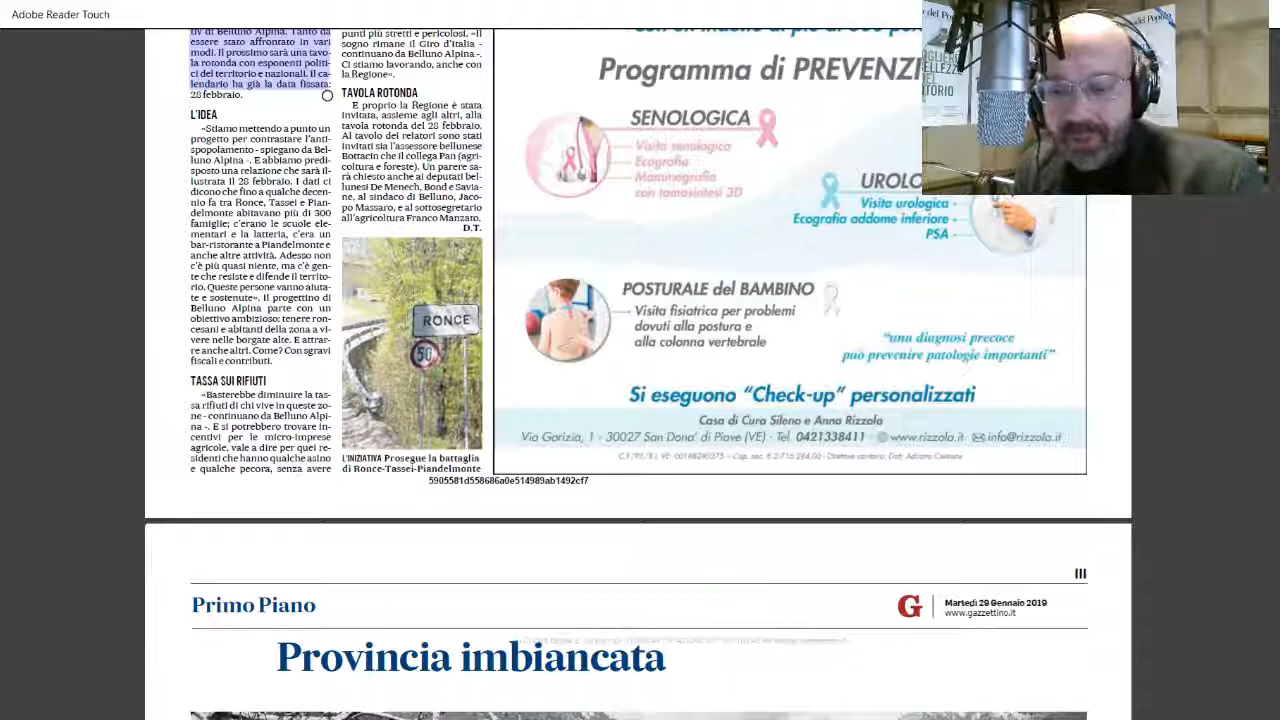 Adobe Reader Touch
tiv di Belluno Alpina. Tanto da
essere stato affrontato in vari
modi. Il prossimo sarà una tavo-
la rotonda con esponenti politi-
ci del territorio e nazionali. Il ca-
lendario ha già la data fissata:
28 febbraio.
L'IDEA
«Stiamo mettendo a punto un
progetto per contrastare l'anti-
spopolamento - spiegano da Bel-
luno Alpina -. E abbiamo predi-
sposto una relazione che sarà il-
lustrata il 28 febbraio. I dati ci
dicono che fino a qualche decen-
nio fa tra Ronce, Tassei e Pian-
delmonte abitavano più di 300
famiglie; c'erano le scuole ele-
mentari e la latteria, c'era un
bar-ristorante a Piandelmonte e
anche altre attività. Adesso non
c'è più quasi niente, ma c'è gen-
te che resiste e difende il territo-
rio. Queste persone vanno aiuta-
te e sostenute». Il progettino di
Belluno Alpina parte con un
obiettivo ambizioso: tenere ron-
cesani e abitanti della zona a vi-
vere nelle borgate alte. E attrar-
re anche altri. Come? Con sgravi
fiscali e contributi.
TASSA SUI RIFIUTI
«Basterebbe diminuire la tas-
sa rifiuti di chi vive in queste zo-
ne - continuano da Belluno Alpi-
na -. E si potrebbero trovare in-
centivi per le micro-imprese
agricole, vale a dire per quei re-
sidenti che hanno qualche asino
e qualche pecora, senza avere
punti più stretti e pericolosi. «Il
sogno rimane il Giro d'Italia -
continuano da Belluno Alpina -.
Ci stiamo lavorando, anche con
la Regione».
TAVOLA ROTONDA
E proprio la Regione è stata
invitata, assieme agli altri, alla
tavola rotonda del 28 febbraio.
Al tavolo dei relatori sono stati
invitati sia l'assessore bellunese
Bottacin che il collega Pan (agri-
coltura e foreste). Un parere sa-
rà chiesto anche ai deputati bel-
lunesi De Menech, Bond e Savia-
ne, al sindaco di Belluno, Jaco-
po Massaro, e al sottosegretario
all'agricoltura Franco Manzato.
D.T.
RONCE
50
L'INIZIATIVA Prosegue la battaglia
di Ronce-Tassei-Piandelmonte
Programma di PREVENZI
SENOLOGICA
Visita senologica
Ecografia
Mammografia
con tomosintesi 3D
UROLO
Visita urologica
Ecografia addome inferiore
PSA
POSTURALE del BAMBINO
Visita fisiatrica per problemi
dovuti alla postura e
alla colonna vertebrale
"una diagnosi precoce
può prevenire patologie importanti"
Si eseguono "Check-up" personalizzati
Casa di Cura Sileno e Anna Rizzola
Via Gorizia, 1 - 30027 San Donà di Piave (VE) - Tel. 0421338411 - www.rizzola.it info@rizzola.it
5905581d558686a0e514989ab1492cf7
III
Primo Piano
G
Martedì 29 Gennaio 2019
www.gazzettino.it
Provincia imbiancata